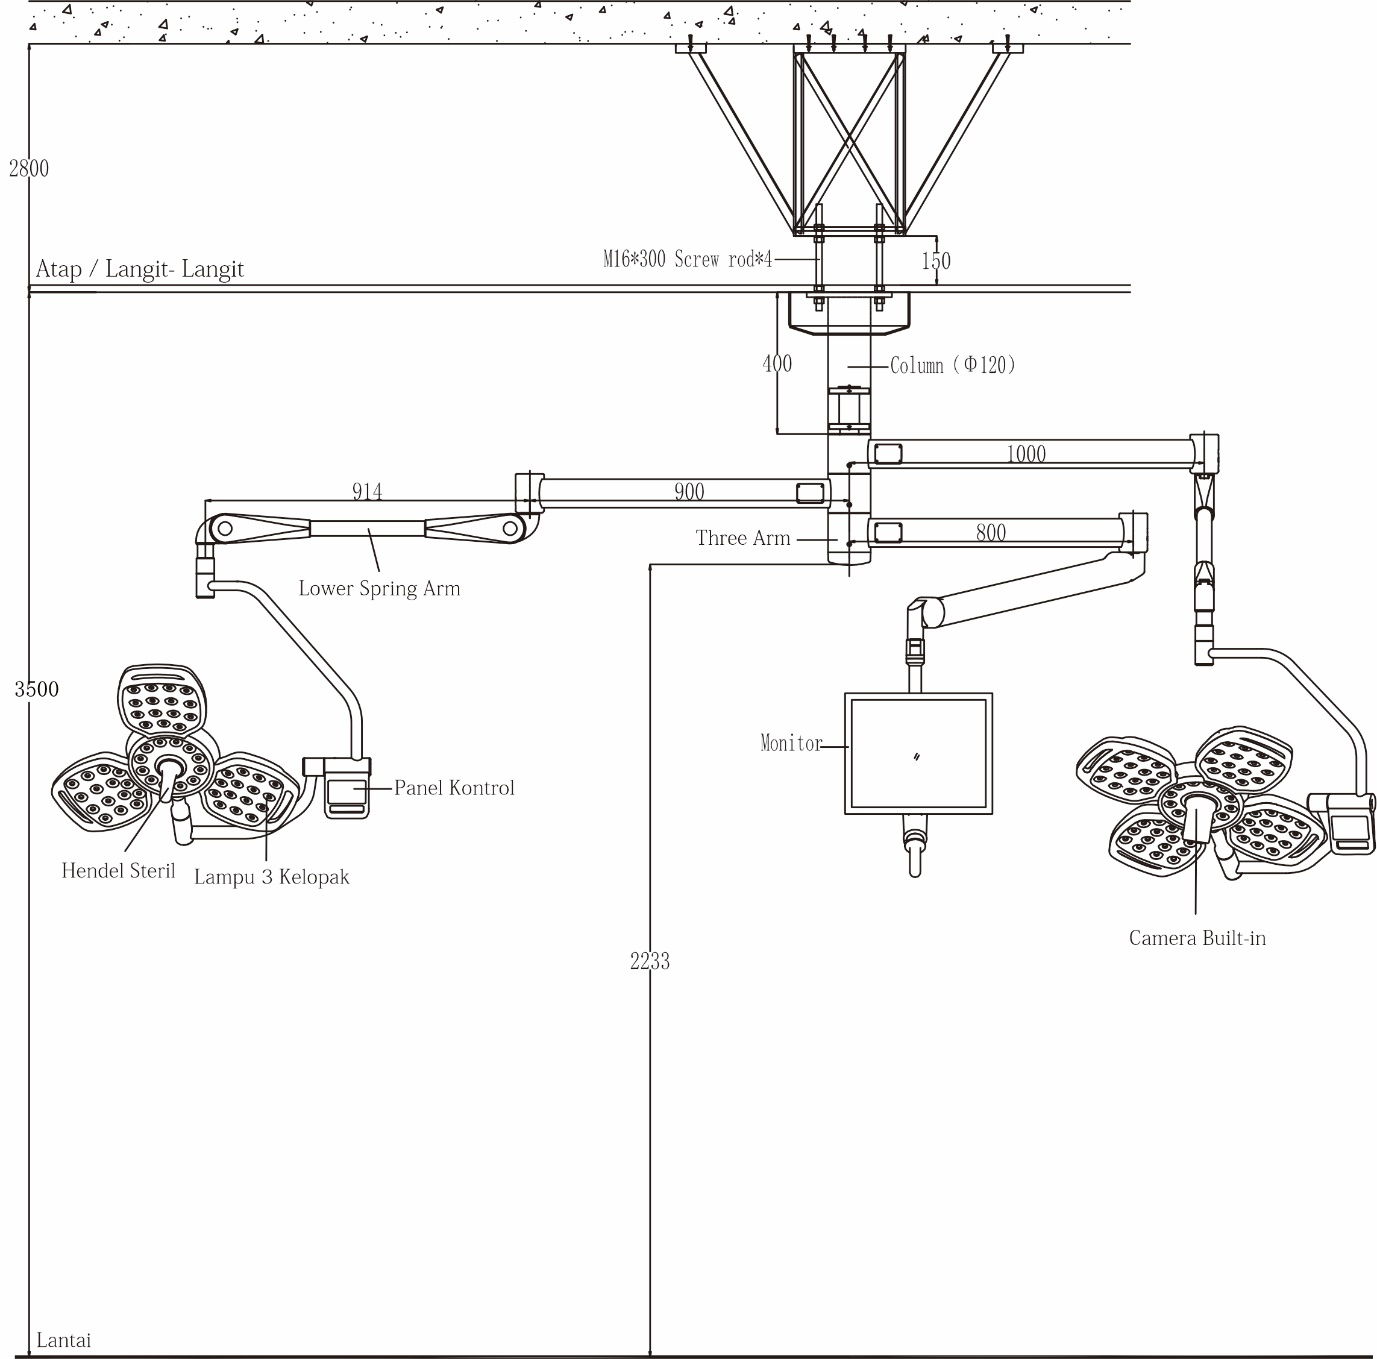 2800
Atap / Langit- Langit
M16*300 Screw rod*4
150
400
Column (Φ120)
1000
914
900
Three Arm
800
Lower Spring Arm
3500
Monitor
Panel Kontrol
Hendel Steril
Lampu 3 Kelopak
Camera Built-in
2233
Lantai